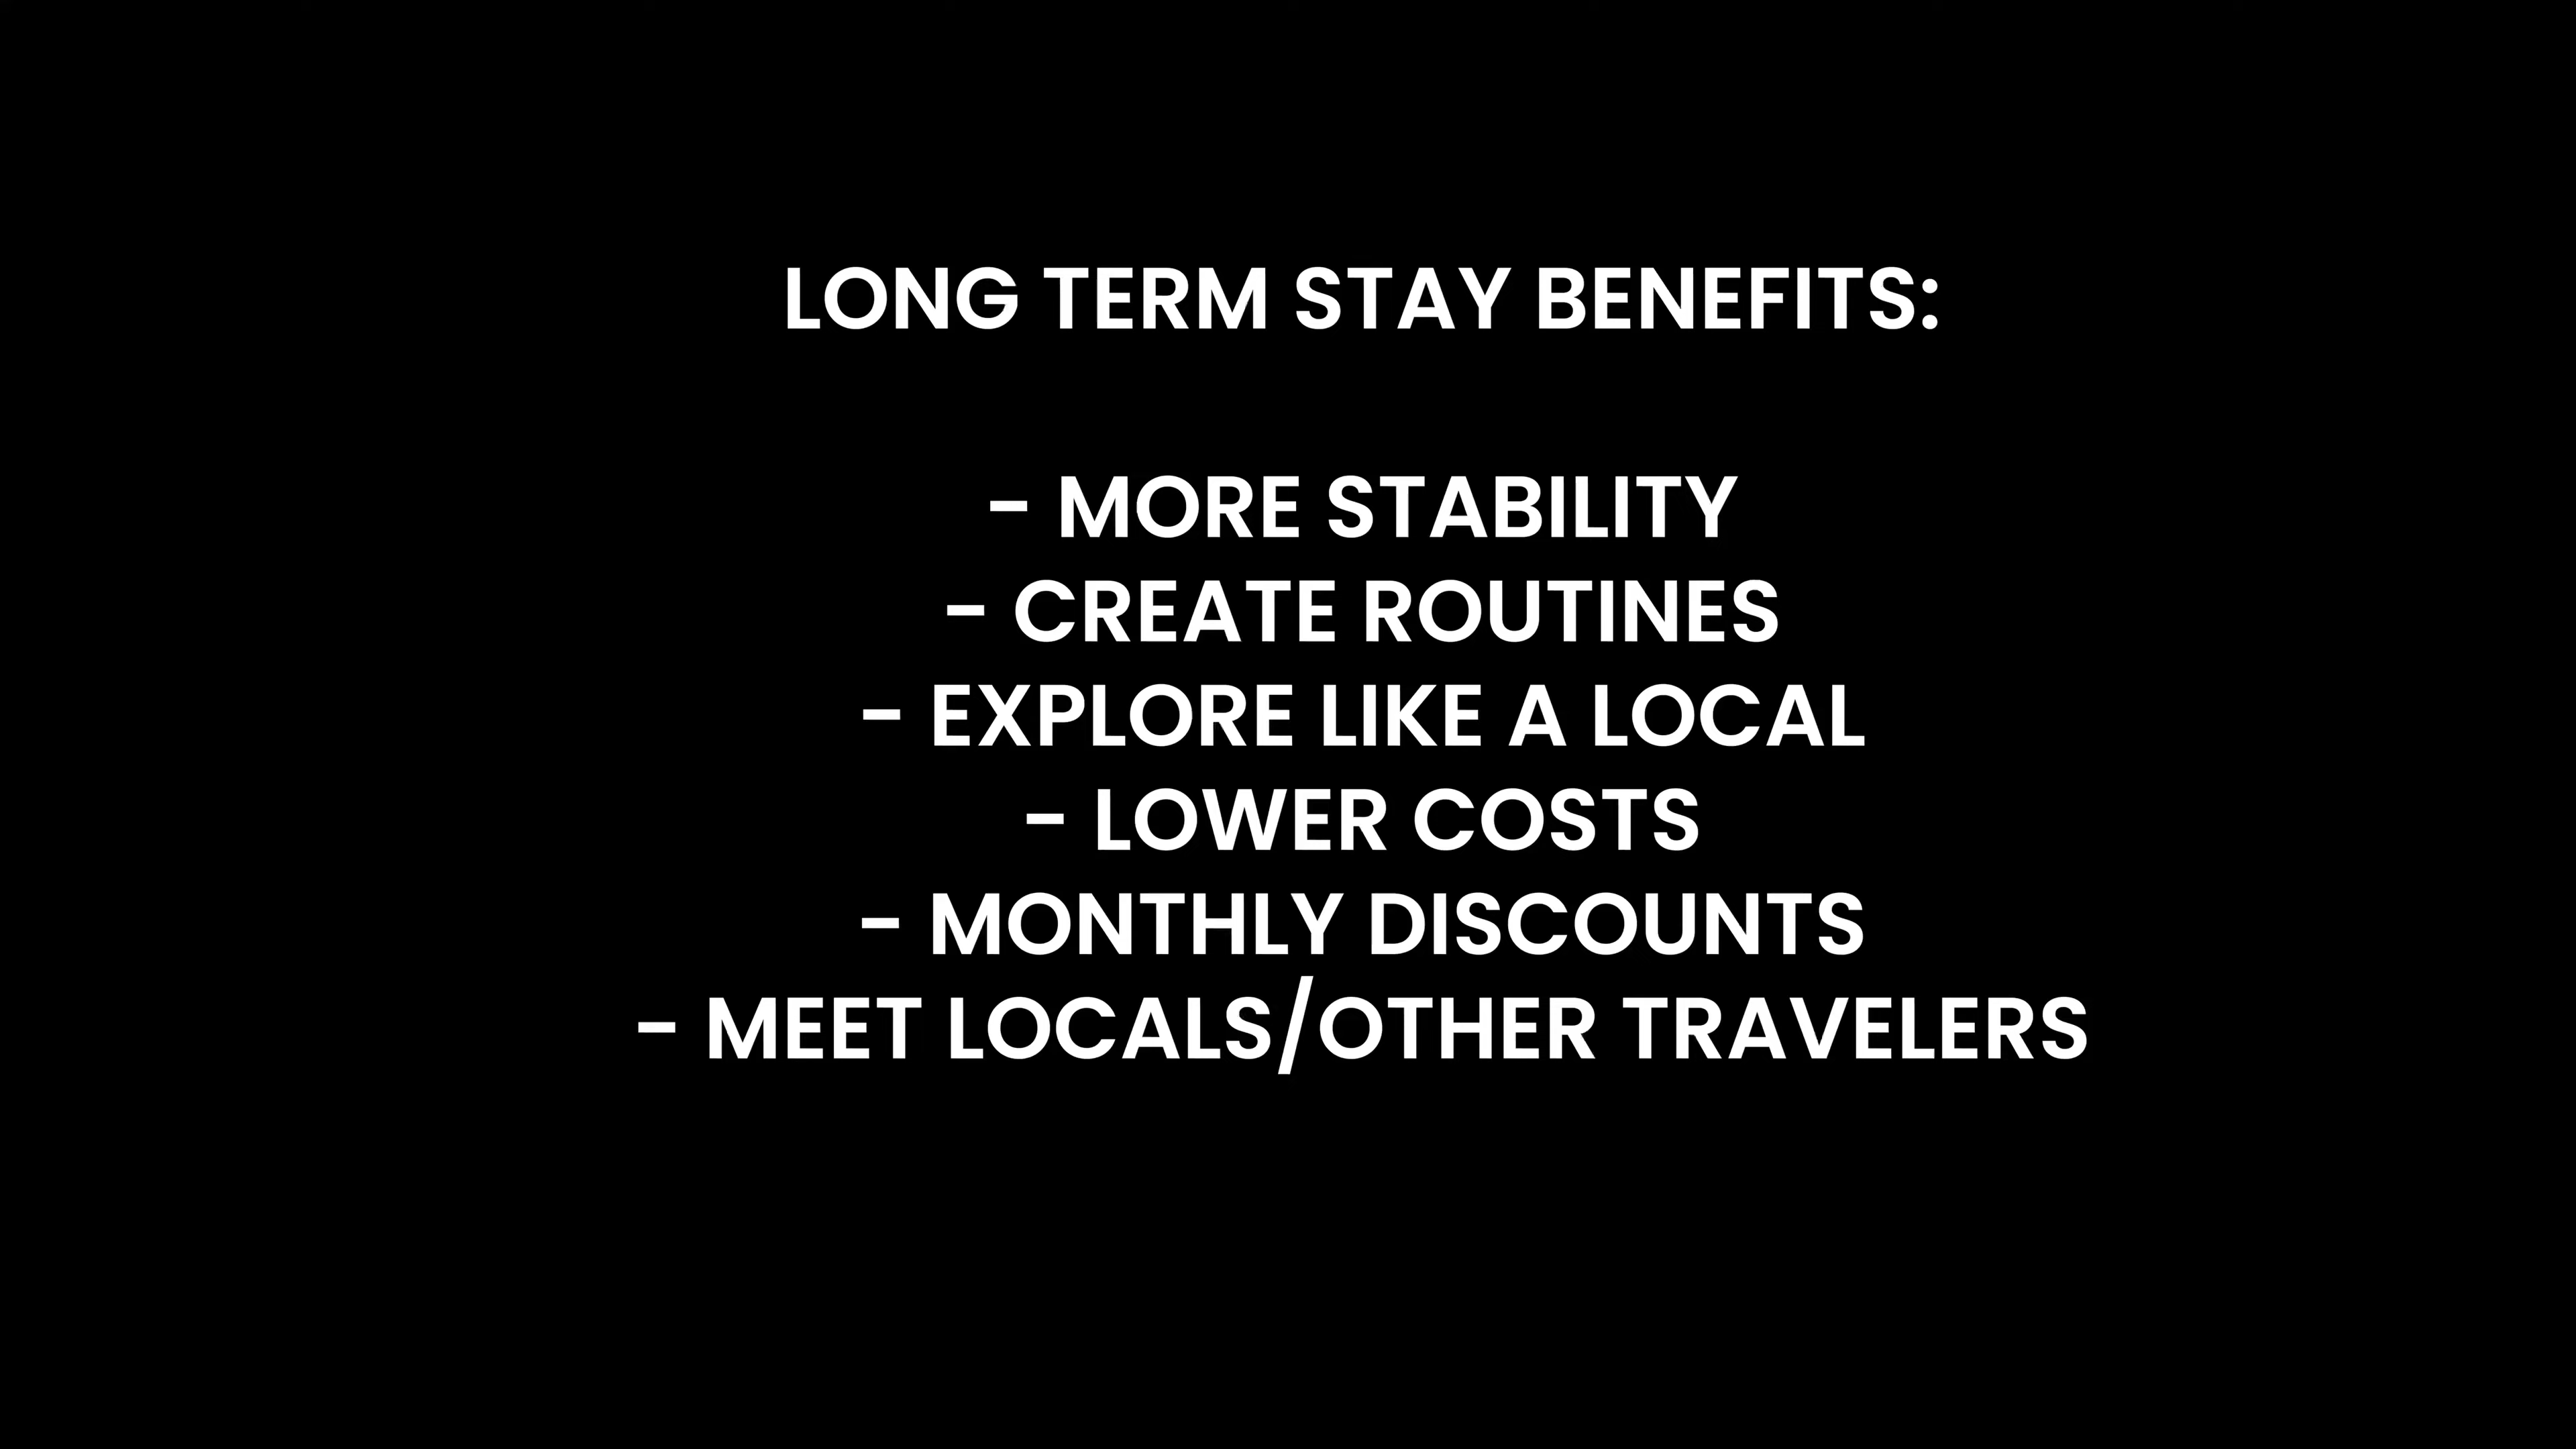 LONG TERM STAY BENEFITS:
- MORE STABILITY
- CREATE ROUTINES
- EXPLORE LIKE A LOCAL
- LOWER COSTS
- MONTHLY DISCOUNTS
- MEET LOCALS/OTHER TRAVELERS